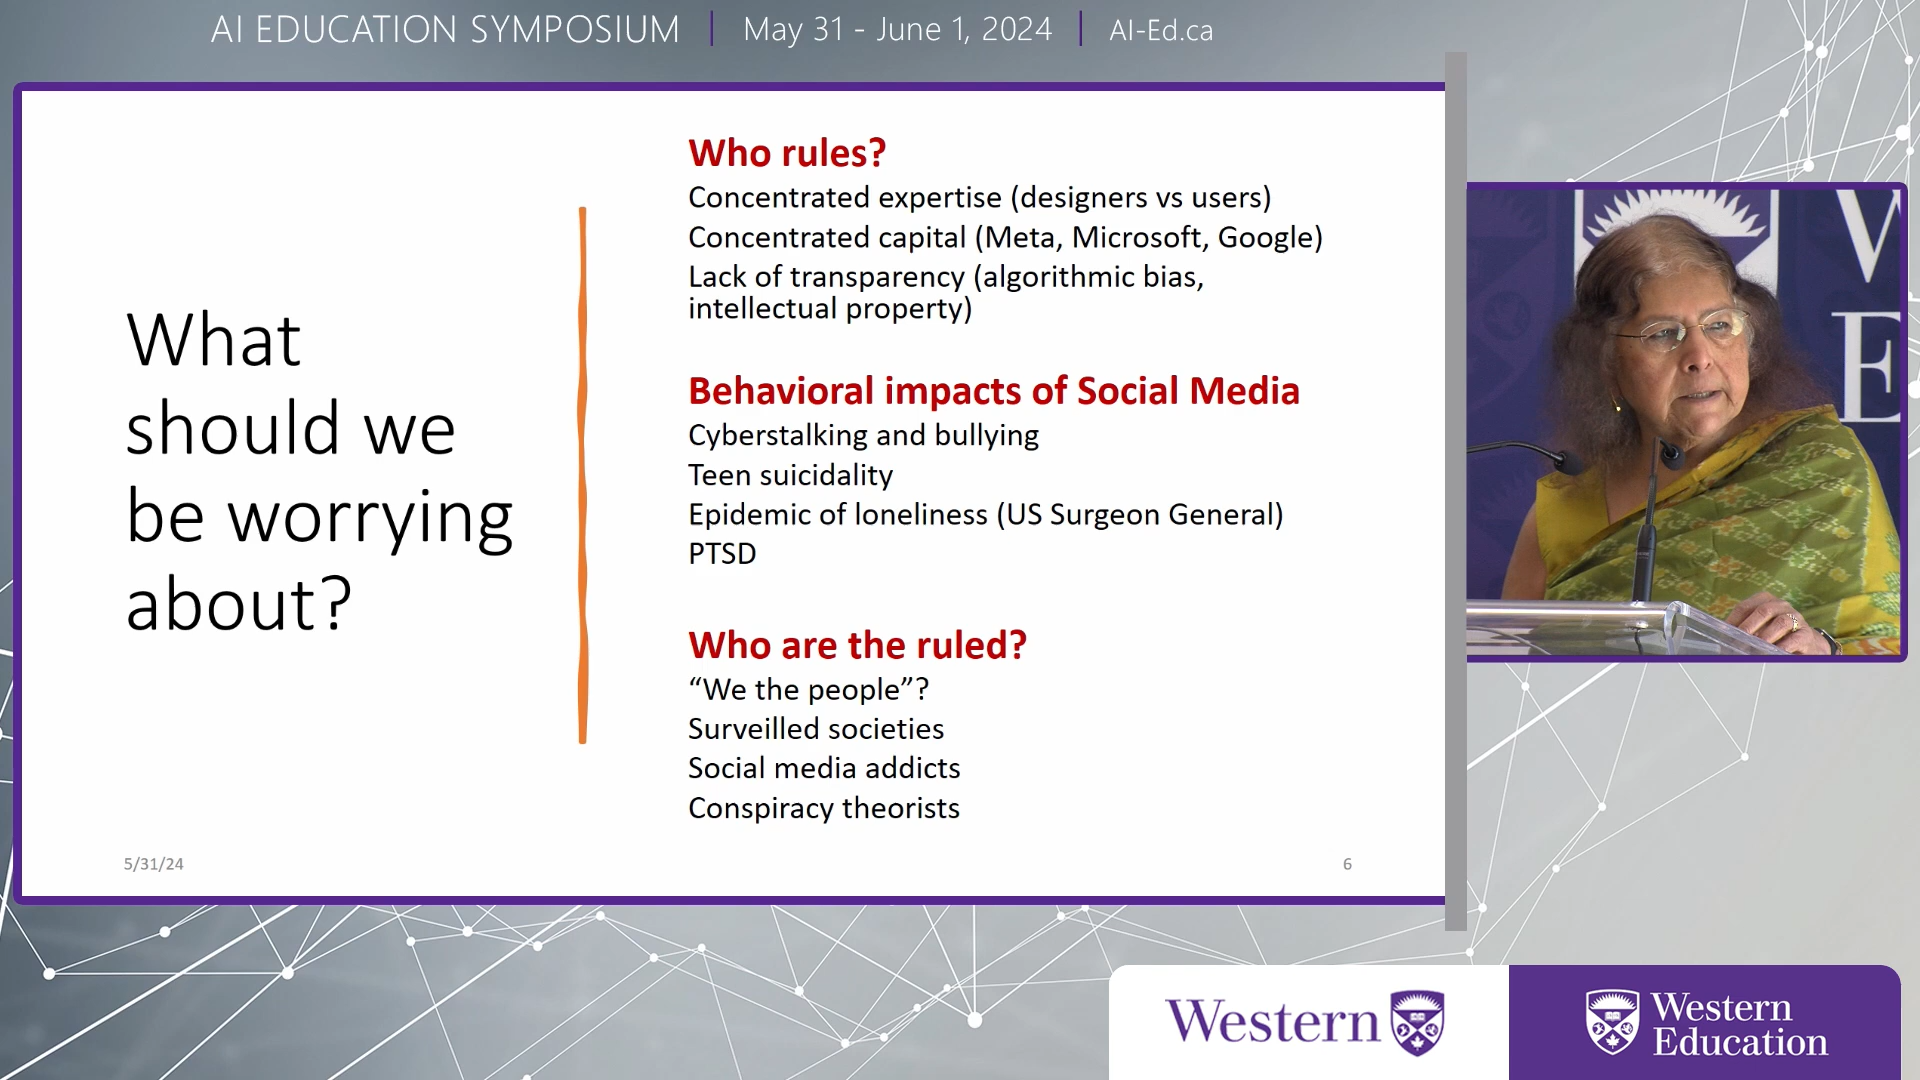 AI EDUCATION SYMPOSIUM | May 31 - June 1, 2024 | AI-Ed.ca
What
should we
be worrying
about?
Who rules?
Concentrated expertise (designers vs users)
Concentrated capital (Meta, Microsoft, Google)
Lack of transparency (algorithmic bias,
intellectual property)
Behavioral impacts of Social Media
Cyberstalking and bullying
Teen suicidality
Epidemic of loneliness (US Surgeon General)
PTSD
Who are the ruled?
“We the people”?
Surveilled societies
Social media addicts
Conspiracy theorists
5/31/24
6
W
E
Western
Western
Education